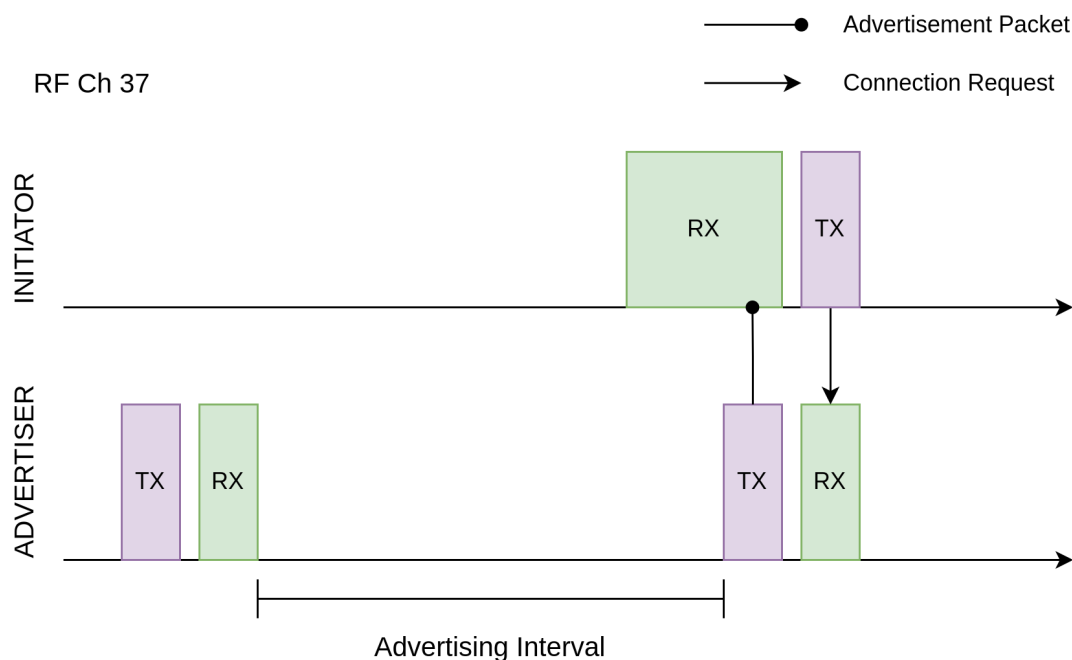 Advertisement Packet
RF Ch 37
Connection Request
INITIATOR
RX
TX
ADVERTISER
TX
RX
TX
RX
Advertising Interval